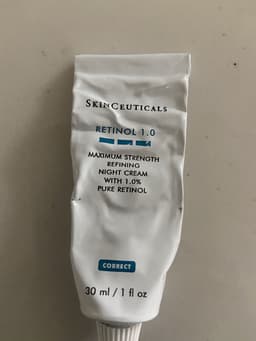 SKINCEUTICALS
RETINOL 1.0
MAXIMUM STRENGTH
REFINING
NIGHT CREAM
WITH 1.0%
PURE RETINOL
CORRECT
30 ml / 1 fl oz